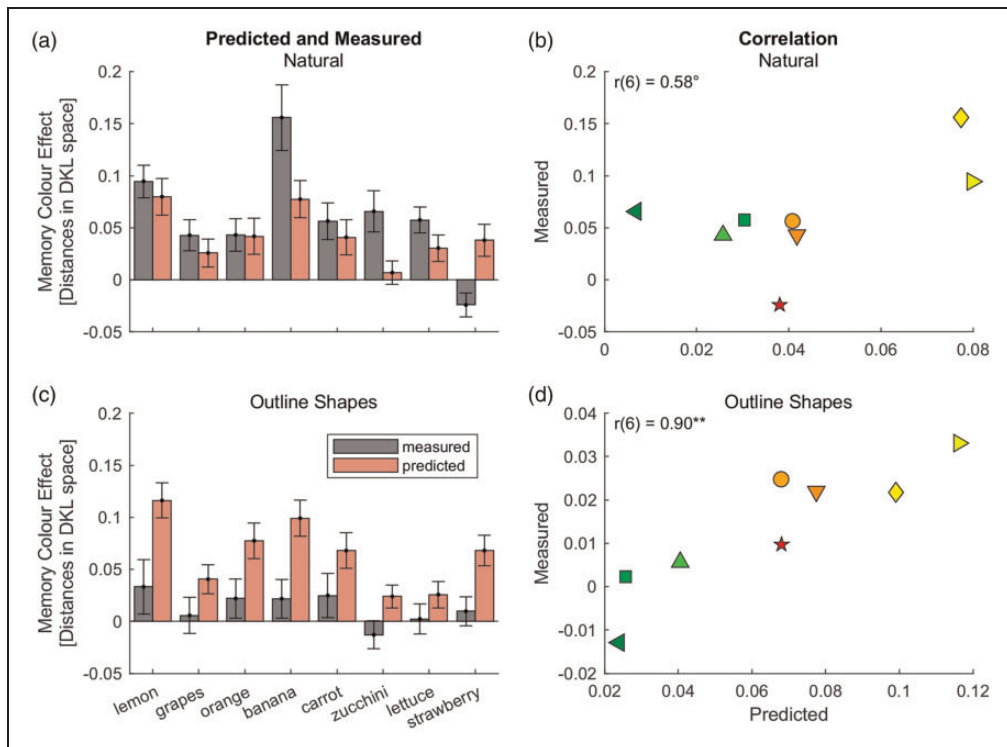 (a)
Predicted and Measured
Natural
Memory Colour Effect
[Distances in DKL space]
0.2
0.15
0.1
0.05
0
-0.05
(b)
Correlation
Natural
r(6) = 0.58°
Measured
0.2
0.15
0.1
0.05
0
-0.05
0
0.02
0.04
0.06
0.08
(c)
Outline Shapes
measured
predicted
Memory Colour Effect
[Distances in DKL space]
0.2
0.15
0.1
0.05
0
-0.05
lemon
grapes
orange
banana
carrot
zucchini
lettuce
strawberry
(d)
Outline Shapes
r(6) = 0.90**
Measured
0.04
0.03
0.02
0.01
0
-0.01
-0.02
0.02
0.04
0.06
0.08
0.1
0.12
Predicted